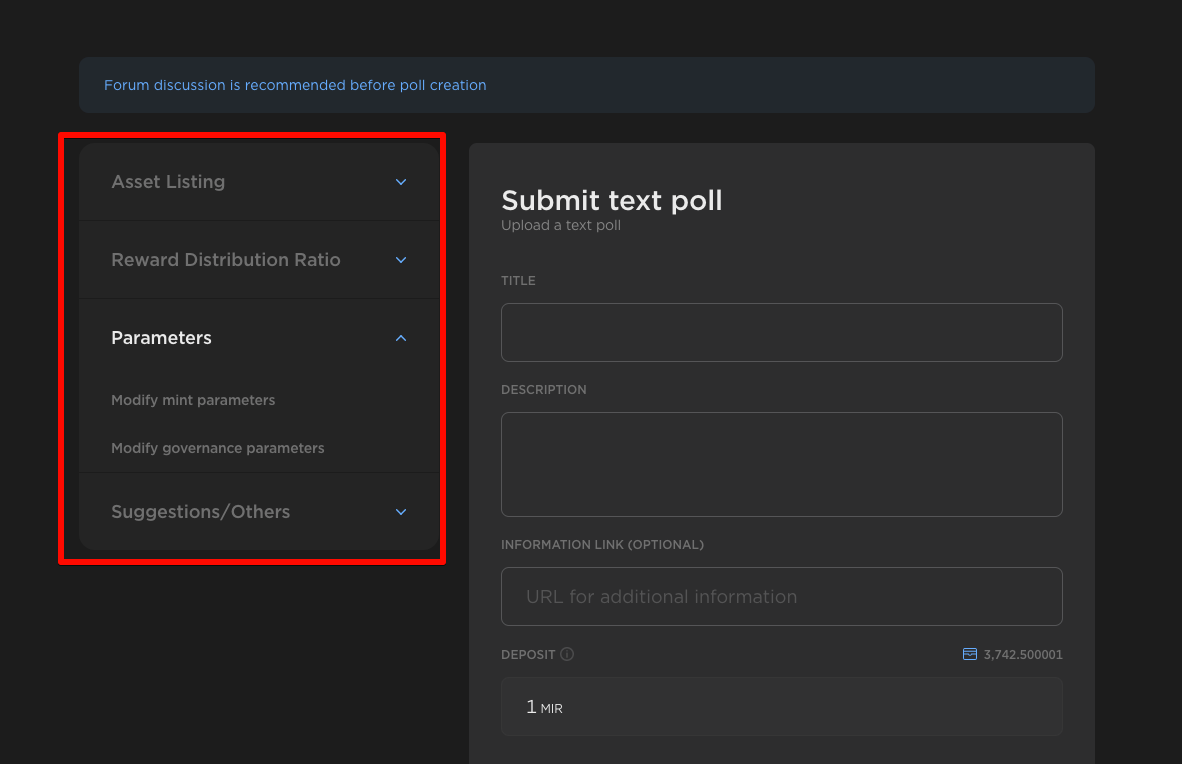 Forum discussion is recommended before poll creation
Asset Listing
Reward Distribution Ratio
Parameters
Modify mint parameters
Modify governance parameters
Suggestions/Others
Submit text poll
Upload a text poll
TITLE
DESCRIPTION
INFORMATION LINK (OPTIONAL)
URL for additional information
DEPOSIT 3,742.500001
1 MIR